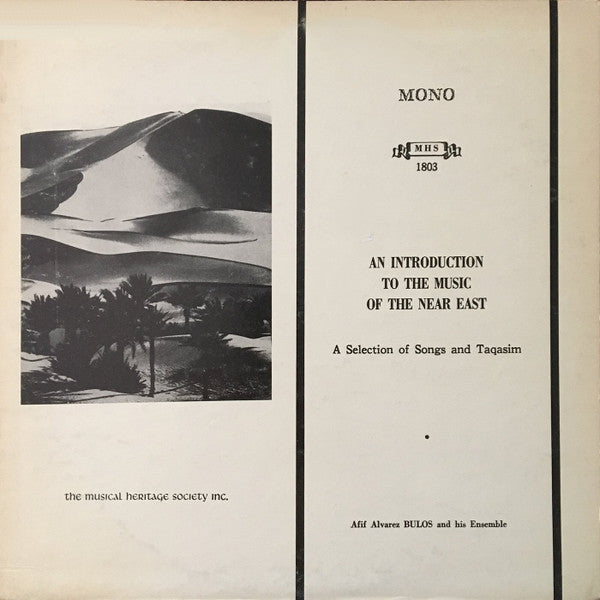 MONO
MHS
1803
AN INTRODUCTION
TO THE MUSIC
OF THE NEAR EAST
A Selection of Songs and Taqasim
the musical heritage society inc.
Afif Alvarez BULOS and his Ensemble